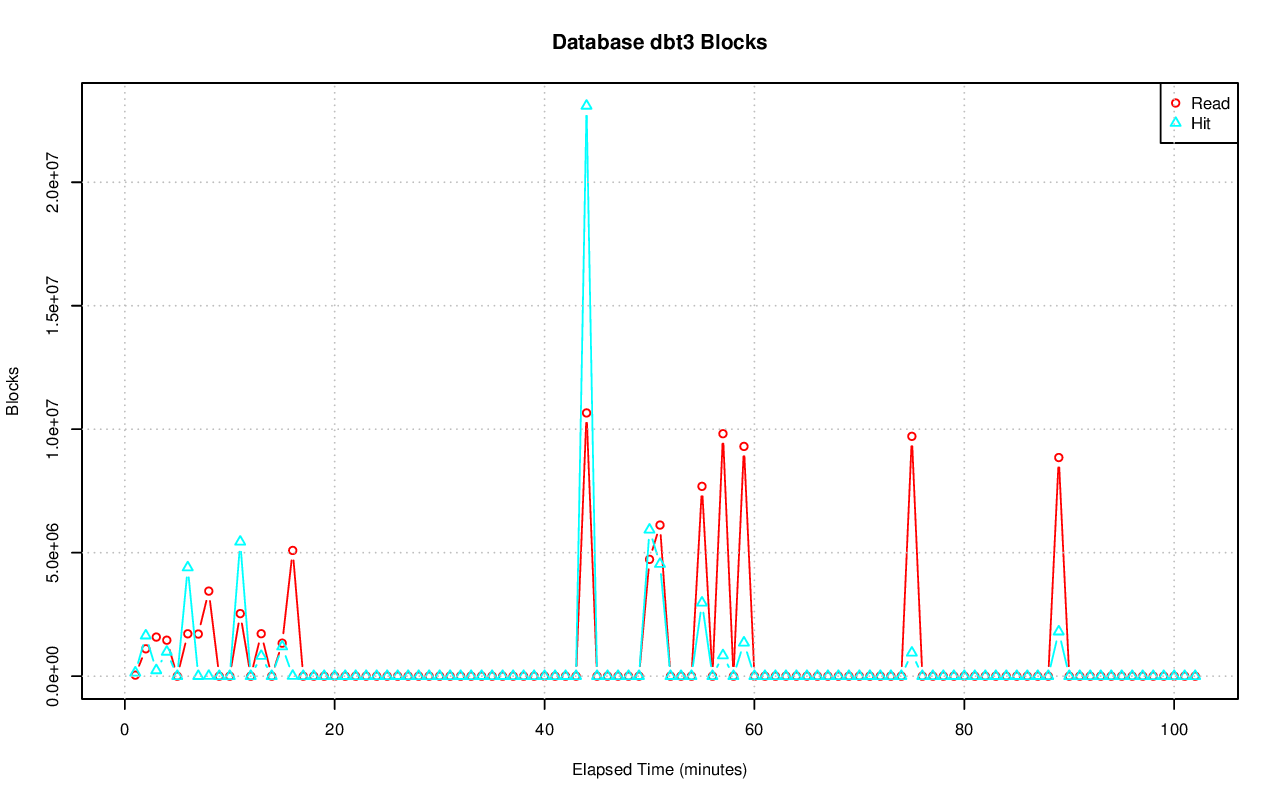 Database dbt3 Blocks
Read
Hit
Blocks
2.0e+07
1.5e+07
1.0e+07
5.0e+06
0.0e+00
0 20 40 60 80 100
Elapsed Time (minutes)